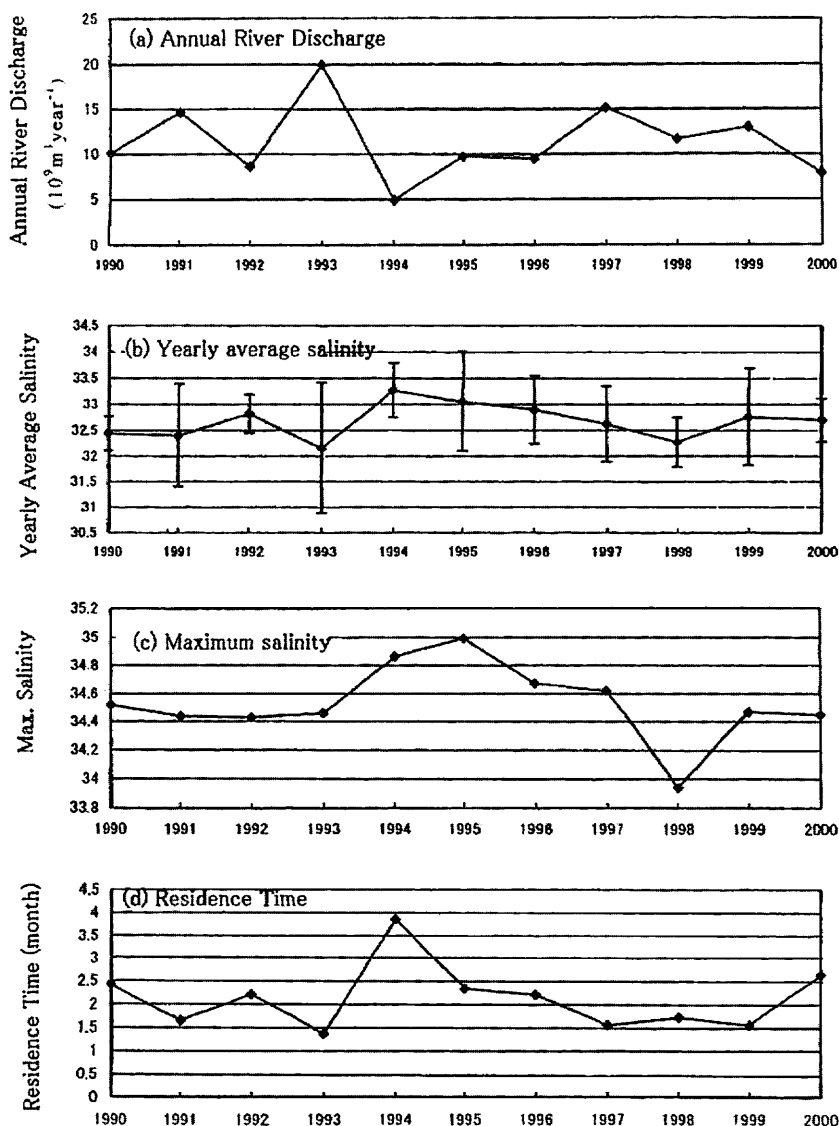 (a) Annual River Discharge
Annual River Discharge
(10⁹m³year⁻¹)
25
20
15
10
5
0
1990 1991 1992 1993 1994 1995 1996 1997 1998 1999 2000
(b) Yearly average salinity
Yearly Average Salinity
34.5
34
33.5
33
32.5
32
31.5
31
30.5
1990 1991 1992 1993 1994 1995 1996 1997 1998 1999 2000
(c) Maximum salinity
Max. Salinity
35.2
35
34.8
34.6
34.4
34.2
34
33.8
1990 1991 1992 1993 1994 1995 1996 1997 1998 1999 2000
(d) Residence Time
Residence Time (month)
4.5
4
3.5
3
2.5
2
1.5
1
0.5
0
1990 1991 1992 1993 1994 1995 1996 1997 1998 1999 2000